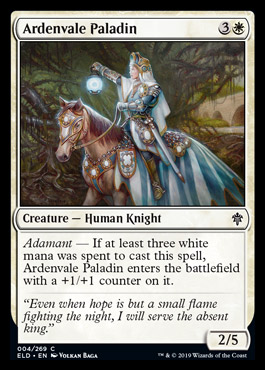 Ardenvale Paladin 3
Creature — Human Knight
Adamant — If at least three white
mana was spent to cast this spell,
Ardenvale Paladin enters the battlefield
with a +1/+1 counter on it.
“Even when hope is but a small flame
fighting the night, I will serve the absent
king.”
2/5
004/269 C
ELD • EN VOLKAN BAGA ™ & © 2019 Wizards of the Coast